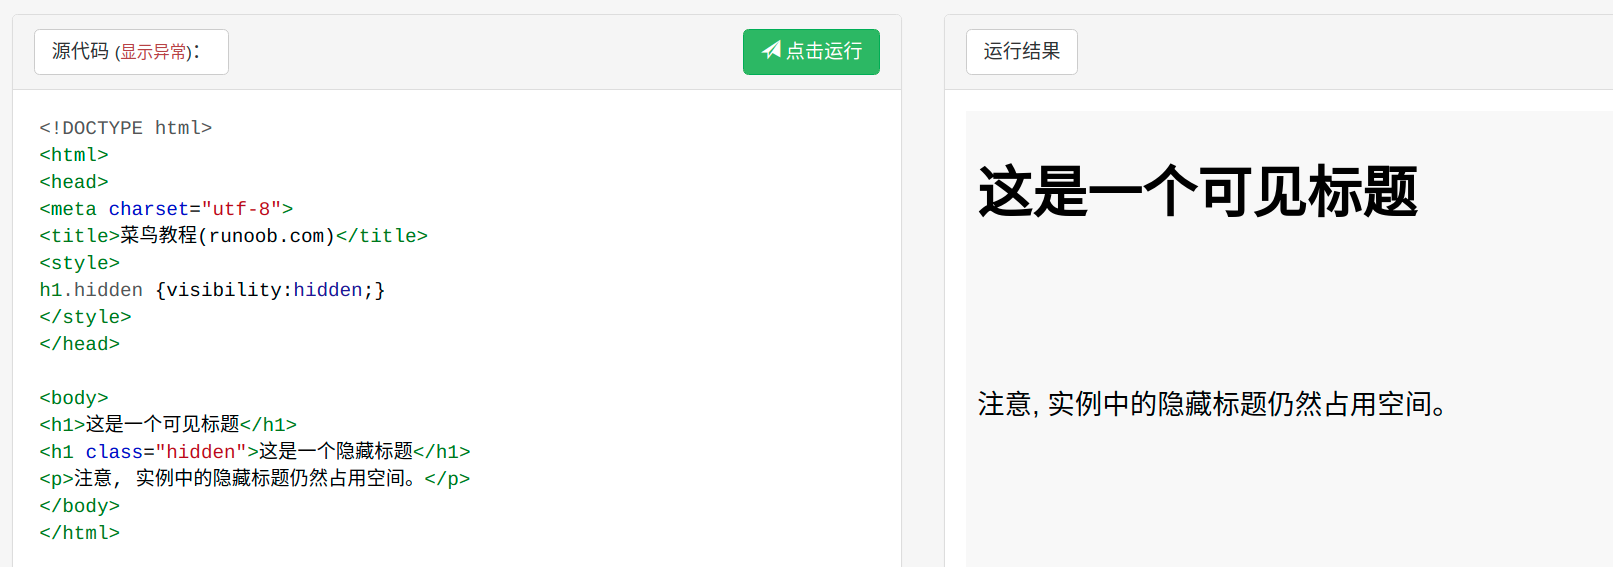 源代码 (显示异常)：
点击运行
<!DOCTYPE html>
<html>
<head>
<meta charset="utf-8">
<title>菜鸟教程(runoob.com)</title>
<style>
h1.hidden {visibility:hidden;}
</style>
</head>
<body>
<h1>这是一个可见标题</h1>
<h1 class="hidden">这是一个隐藏标题</h1>
<p>注意, 实例中的隐藏标题仍然占用空间。</p>
</body>
</html>
运行结果
这是一个可见标题
注意, 实例中的隐藏标题仍然占用空间。